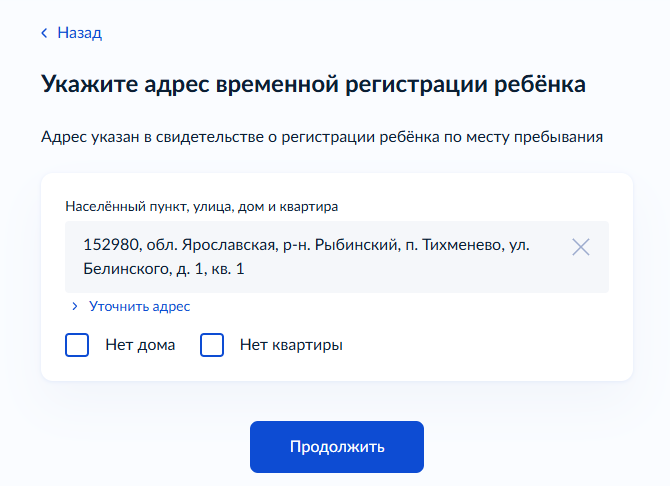 Назад
Укажите адрес временной регистрации ребёнка
Адрес указан в свидетельстве о регистрации ребёнка по месту пребывания
Населённый пункт, улица, дом и квартира
152980, обл. Ярославская, р-н. Рыбинский, п. Тихменево, ул.
Белинского, д. 1, кв. 1
Уточнить адрес
Нет дома Нет квартиры
Продолжить